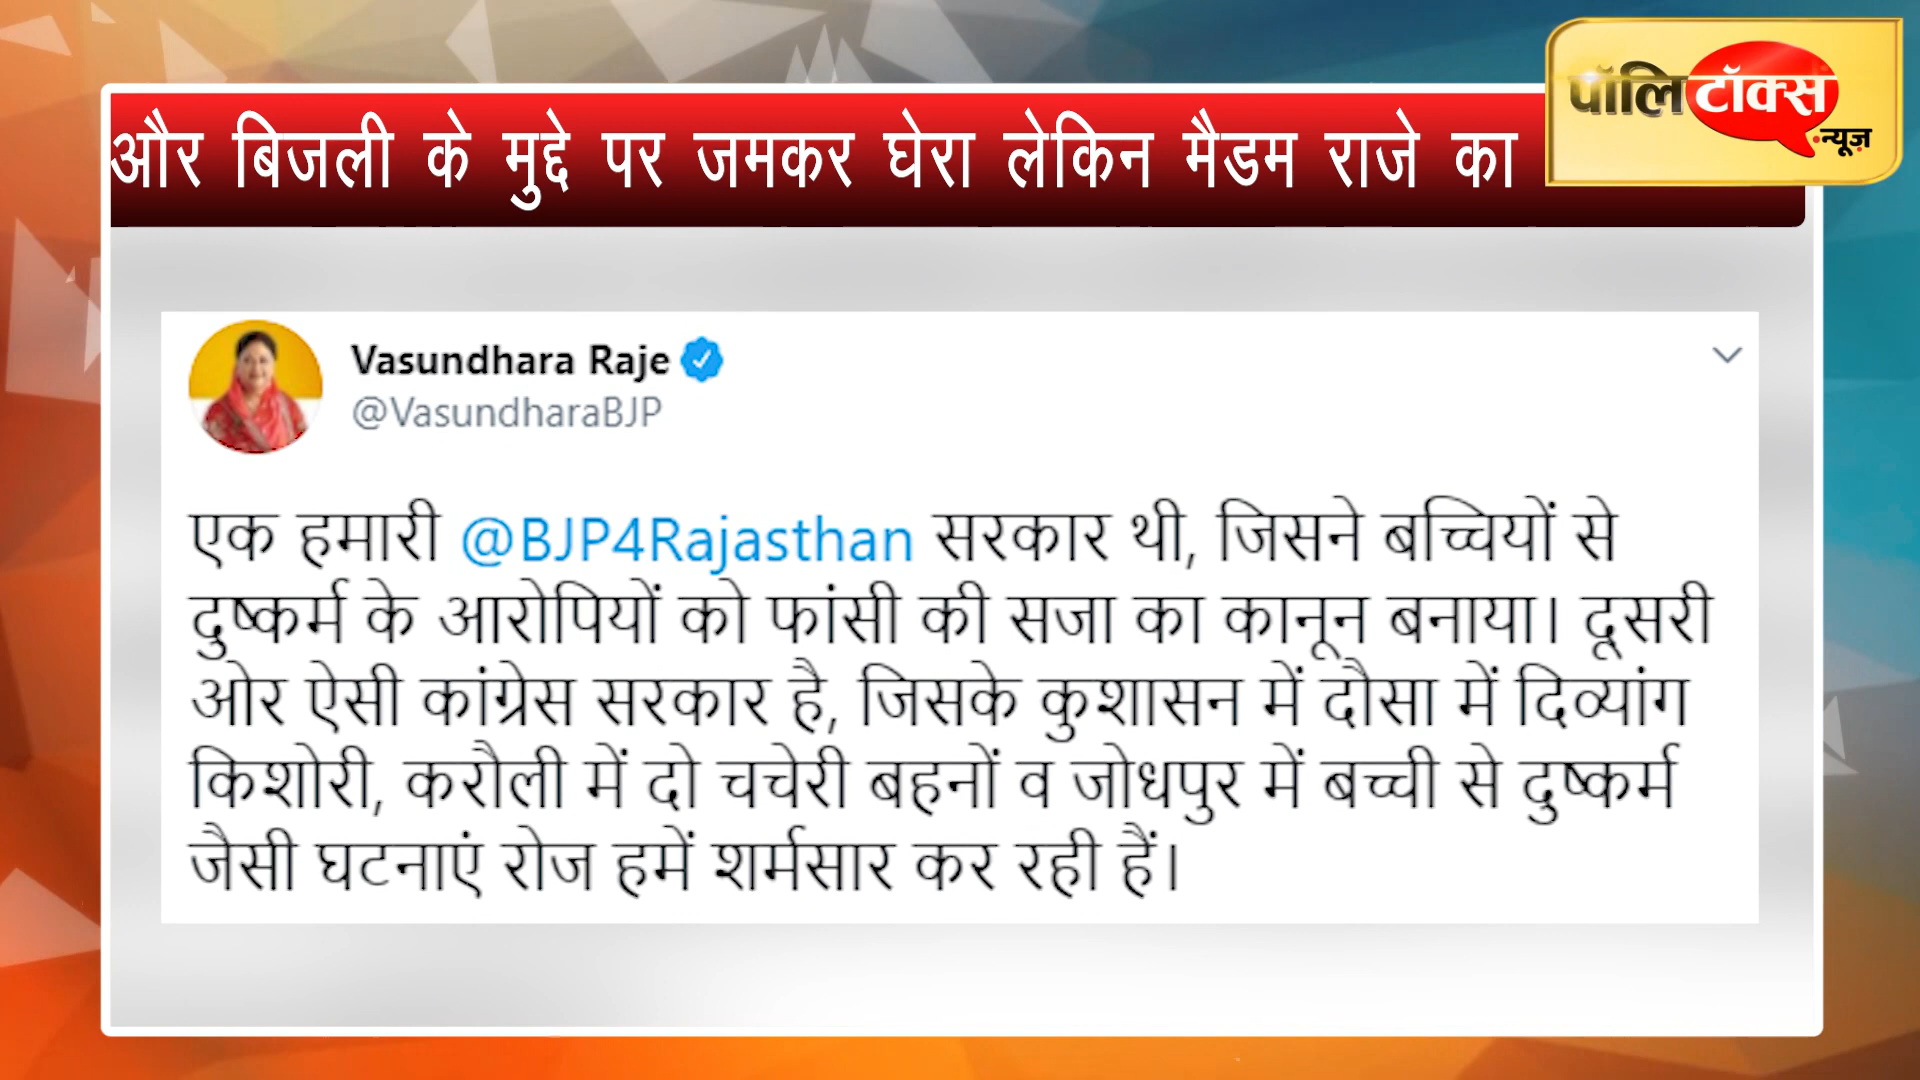 पॉलिटॉक्स
.न्यूज़
और बिजली के मुद्दे पर जमकर घेरा लेकिन मैडम राजे का
Vasundhara Raje
@VasundharaBJP
एक हमारी @BJP4Rajasthan सरकार थी, जिसने बच्चियों से
दुष्कर्म के आरोपियों को फांसी की सजा का कानून बनाया। दूसरी
ओर ऐसी कांग्रेस सरकार है, जिसके कुशासन में दौसा में दिव्यांग
किशोरी, करौली में दो चचेरी बहनों व जोधपुर में बच्ची से दुष्कर्म
जैसी घटनाएं रोज हमें शर्मसार कर रही हैं।